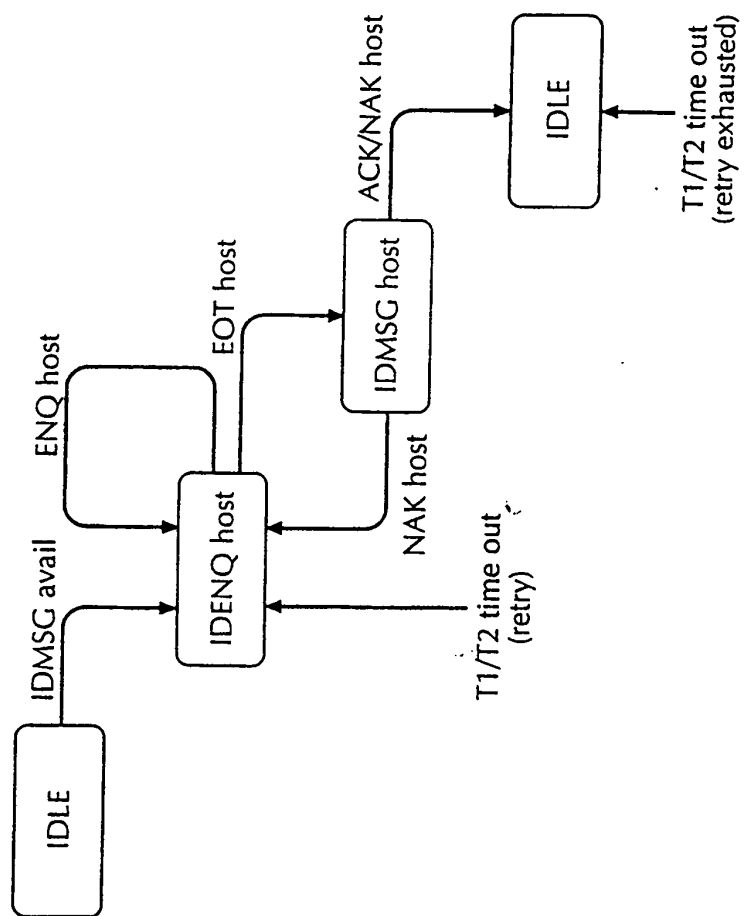 IDLE
IDMSG avail
ENQ host
IDENQ host
EOT host
T1/T2 time out
(retry)
NAK host
IDMSG host
ACK/NAK host
IDLE
T1/T2 time out
(retry exhausted)